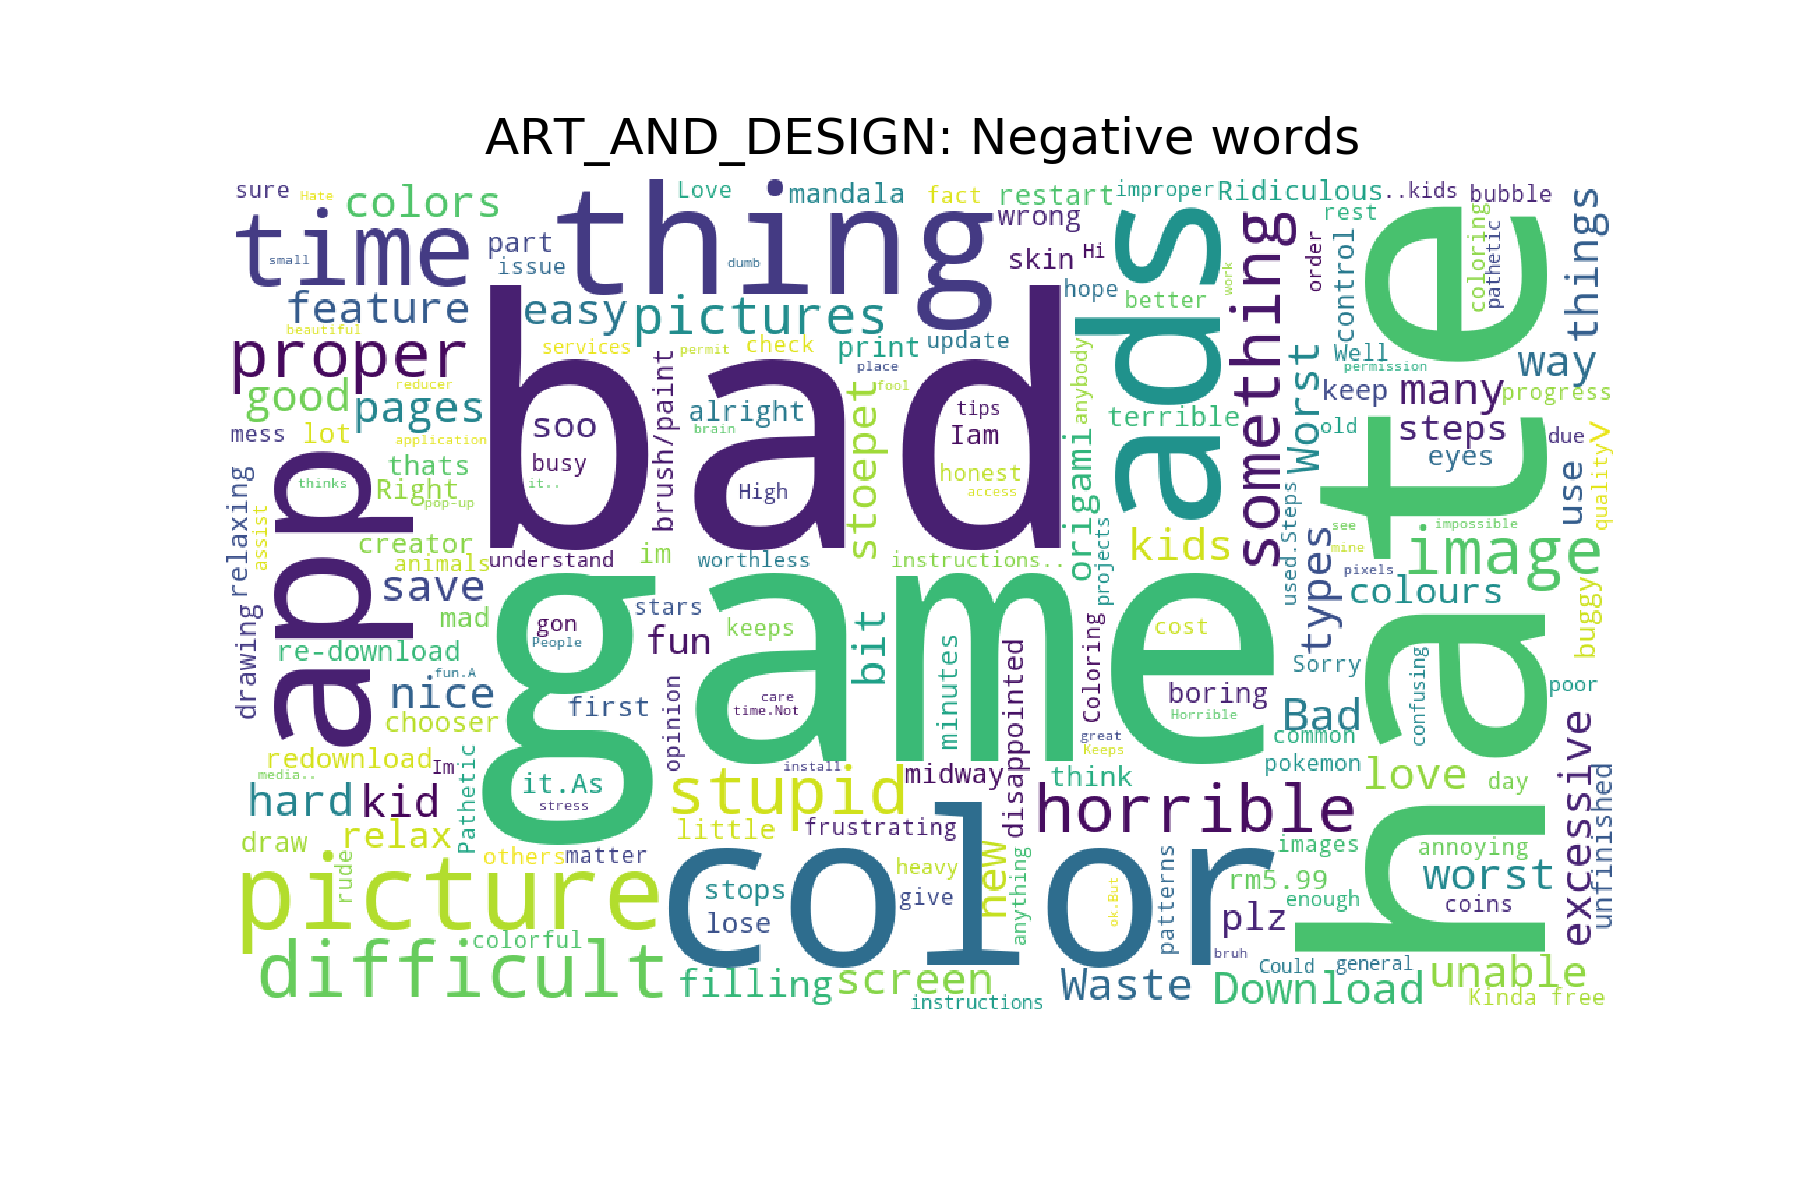 ART_AND_DESIGN: Negative words
sure
Hate
colors
Love
mandala
fact
restart
improper
Ridiculous
..kids
bubble
time
thing
part
issue
small
dumb
wrong
skin
Hi
ads
something
order
rest
control
hate
coloring
pathetic
things
feature
easy
pictures
hope
better
work
beautiful
proper
services
permit
check
print
update
place
fool
anybody
Well
permission
way
good
reducer
pages
bad
soo
brush/paint
alright
brain
stoepet
tips
Iam
terrible
Worst
keep
many
progress
mess
lot
application
old
steps
due
app
thats
thinks
Right
pop-up
busy
it..
High
honest
access
origami
eyes
use
qualityV
relaxing
assist
creator
animals
understand
im
worthless
instructions..
projects
kids
used.Steps
see
mine
impossible
image
types
pixels
colours
buggy
save
mad
gon
People
stars
fun
keeps
bit
game
minutes
disappointed
Coloring
cost
Sorry
drawing
re-download
fun.A
nice
chooser
first
opinion
care
time.Not
boring
Horrible
great
Keeps
Bad
common
confusing
poor
redownload
Im
media..
Pathetic
it.As
stress
install
stupid
midway
think
pokemon
love
day
excessive
unfinished
hard
kid
relax
draw
rude
others
matter
little
frustrating
horrible
images
annoying
picture
color
stops
lose
heavy
give
new
anything
ok.But
patterns
rm5.99
enough
worst
coins
plz
difficult
colorful
filling
screen
instructions
Waste
bruh
Could
general
Download
unable
Kinda free